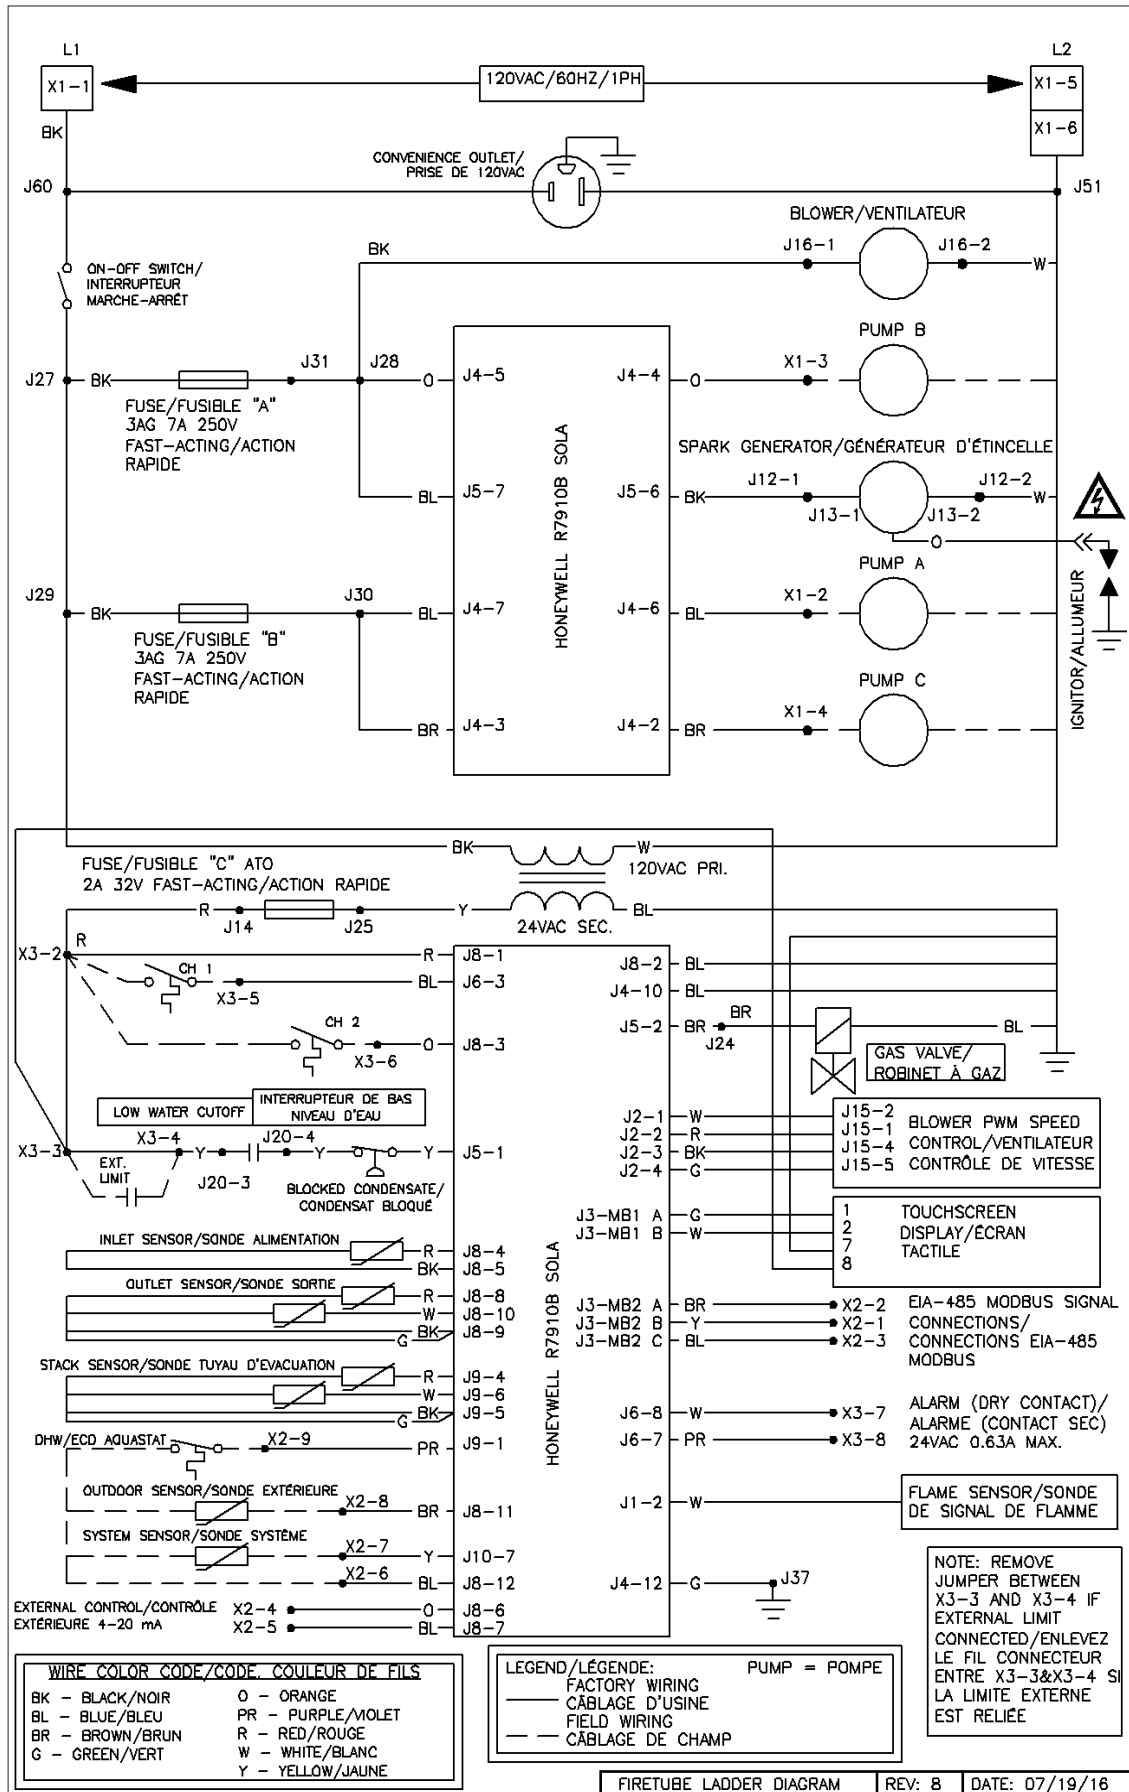 L1
L2
X1-1
120VAC/60HZ/1PH
X1-5
X1-6
BK
CONVENIENCE OUTLET/
PRISE DE 120VAC
J60
J51
BLOWER/VENTILATEUR
BK
J16-1
J16-2
W
ON-OFF SWITCH/
INTERRUPTEUR
MARCHE-ARRÊT
PUMP B
J27
BK
J31
J28
O
J4-5
J4-4
O
X1-3
FUSE/FUSIBLE "A"
3AG 7A 250V
FAST-ACTING/ACTION
RAPIDE
HONEYWELL R7910B SOLA
SPARK GENERATOR/GÉNÉRATEUR D'ÉTINCELLE
BL
J5-7
J5-6
BK
J12-1
J12-2
W
J13-1
J13-2
O
IGNITOR/ALLUMEUR
PUMP A
J29
BK
J30
BL
J4-7
J4-6
BL
X1-2
FUSE/FUSIBLE "B"
3AG 7A 250V
FAST-ACTING/ACTION
RAPIDE
PUMP C
BR
J4-3
J4-2
BR
X1-4
BK
W
120VAC PRI.
FUSE/FUSIBLE "C" ATO
2A 32V FAST-ACTING/ACTION RAPIDE
R
J14
J25
Y
24VAC SEC.
BL
X3-2
R
R
J8-1
J8-2
BL
CH 1
X3-5
BL
J6-3
J4-10
BL
J5-2
BR
BR
J24
BL
GAS VALVE/
ROBINET À GAZ
CH 2
X3-6
O
J8-3
LOW WATER CUTOFF
INTERRUPTEUR DE BAS
NIVEAU D'EAU
X3-3
X3-4
Y
J20-4
Y
Y
J5-1
EXT.
LIMIT
J20-3
BLOCKED CONDENSATE/
CONDENSAT BLOQUÉ
J2-1
W
J15-2
J2-2
R
J15-1
J2-3
BK
J15-4
J2-4
G
J15-5
BLOWER PWM SPEED
CONTROL/VENTILATEUR
CONTRÔLE DE VITESSE
J3-MB1 A
G
1
J3-MB1 B
W
2
7
8
TOUCHSCREEN
DISPLAY/ÉCRAN
TACTILE
HONEYWELL R7910B SOLA
INLET SENSOR/SONDE ALIMENTATION
R
J8-4
BK
J8-5
OUTLET SENSOR/SONDE SORTIE
R
J8-8
W
J8-10
BK
J8-9
G
J3-MB2 A
BR
X2-2
J3-MB2 B
Y
X2-1
J3-MB2 C
BL
X2-3
EIA-485 MODBUS SIGNAL
CONNECTIONS/
CONNECTIONS EIA-485
MODBUS
STACK SENSOR/SONDE TUYAU D'EVACUATION
R
J9-4
W
J9-6
BK
J9-5
G
J6-8
W
X3-7
J6-7
PR
X3-8
ALARM (DRY CONTACT)/
ALARME (CONTACT SEC)
24VAC 0.63A MAX.
DHW/ECD AQUASTAT
X2-9
PR
J9-1
OUTDOOR SENSOR/SONDE EXTÉRIEURE
X2-8
BR
J8-11
J1-2
W
FLAME SENSOR/SONDE
DE SIGNAL DE FLAMME
SYSTEM SENSOR/SONDE SYSTÈME
X2-7
Y
J10-7
X2-6
BL
J8-12
J4-12
G
J37
EXTERNAL CONTROL/CONTRÔLE
EXTÉRIEURE 4-20 mA
X2-4
O
J8-6
X2-5
BL
J8-7
NOTE: REMOVE
JUMPER BETWEEN
X3-3 AND X3-4 IF
EXTERNAL LIMIT
CONNECTED/ENLEVEZ
LE FIL CONNECTEUR
ENTRE X3-3&X3-4 SI
LA LIMITE EXTERNE
EST RELIÉE
WIRE COLOR CODE/CODE, COULEUR DE FILS
BK - BLACK/NOIR
BL - BLUE/BLEU
BR - BROWN/BRUN
G - GREEN/VERT
O - ORANGE
PR - PURPLE/VIOLET
R - RED/ROUGE
W - WHITE/BLANC
Y - YELLOW/JAUNE
LEGEND/LÉGENDE:
PUMP = POMPE
FACTORY WIRING
CÂBLAGE D'USINE
FIELD WIRING
CÂBLAGE DE CHAMP
FIRETUBE LADDER DIAGRAM
REV: 8
DATE: 07/19/16